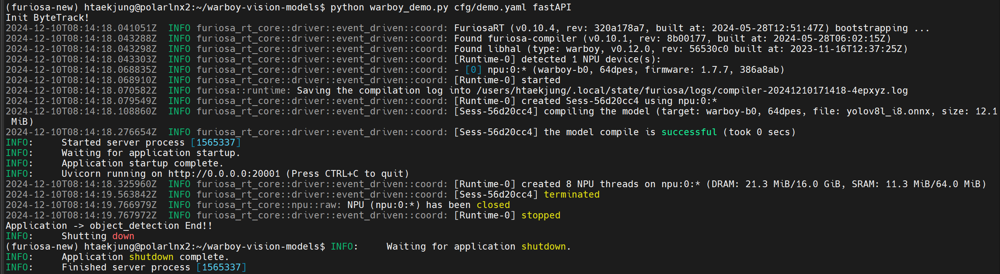 (furiosa-new) htaekjung@polarlnx2:~/warboy-vision-models$ python warboy_demo.py cfg/demo.yaml fastAPI
Init ByteTrack!
2024-12-10T08:14:18.041051Z  INFO furiosa_rt_core::driver::event_driven::coord: FuriosaRT (v0.10.4, rev: 320a178a7, built at: 2024-05-28T12:51:47Z) bootstrapping ...
2024-12-10T08:14:18.043288Z  INFO furiosa_rt_core::driver::event_driven::coord: Found furiosa-compiler (v0.10.1, rev: 8b00177, built at: 2024-05-28T06:02:15Z)
2024-12-10T08:14:18.043298Z  INFO furiosa_rt_core::driver::event_driven::coord: Found libhal (type: warboy, v0.12.0, rev: 56530c0 built at: 2023-11-16T12:37:25Z)
2024-12-10T08:14:18.043303Z  INFO furiosa_rt_core::driver::event_driven::coord: [Runtime-0] detected 1 NPU device(s):
2024-12-10T08:14:18.068835Z  INFO furiosa_rt_core::driver::event_driven::coord: - [0] npu:0:* (warboy-b0, 64dpes, firmware: 1.7.7, 386a8ab)
2024-12-10T08:14:18.068910Z  INFO furiosa_rt_core::driver::event_driven::coord: [Runtime-0] started
2024-12-10T08:14:18.070582Z  INFO furiosa::runtime: Saving the compilation log into /users/htaekjung/.local/state/furiosa/logs/compiler-20241210171418-4epxyz.log
2024-12-10T08:14:18.079549Z  INFO furiosa_rt_core::driver::event_driven::coord: [Runtime-0] created Sess-56d20cc4 using npu:0:*
2024-12-10T08:14:18.108860Z  INFO furiosa_rt_core::driver::event_driven::coord: [Sess-56d20cc4] compiling the model (target: warboy-b0, 64dpes, file: yolov8l_i8.onnx, size: 12.1
 MiB)
2024-12-10T08:14:18.276654Z  INFO furiosa_rt_core::driver::event_driven::coord: [Sess-56d20cc4] the model compile is successful (took 0 secs)
INFO:     Started server process [1565337]
INFO:     Waiting for application startup.
INFO:     Application startup complete.
INFO:     Uvicorn running on http://0.0.0.0:20001 (Press CTRL+C to quit)
2024-12-10T08:14:18.325960Z  INFO furiosa_rt_core::driver::event_driven::coord: [Runtime-0] created 8 NPU threads on npu:0:* (DRAM: 21.3 MiB/16.0 GiB, SRAM: 11.3 MiB/64.0 MiB)
2024-12-10T08:14:19.563842Z  INFO furiosa_rt_core::driver::event_driven::coord: [Sess-56d20cc4] terminated
2024-12-10T08:14:19.766979Z  INFO furiosa_rt_core::npu::raw: NPU (npu:0:*) has been closed
2024-12-10T08:14:19.767972Z  INFO furiosa_rt_core::driver::event_driven::coord: [Runtime-0] stopped
Application -> object_detection End!!
INFO:     Shutting down
(furiosa-new) htaekjung@polarlnx2:~/warboy-vision-models$ INFO:     Waiting for application shutdown.
INFO:     Application shutdown complete.
INFO:     Finished server process [1565337]